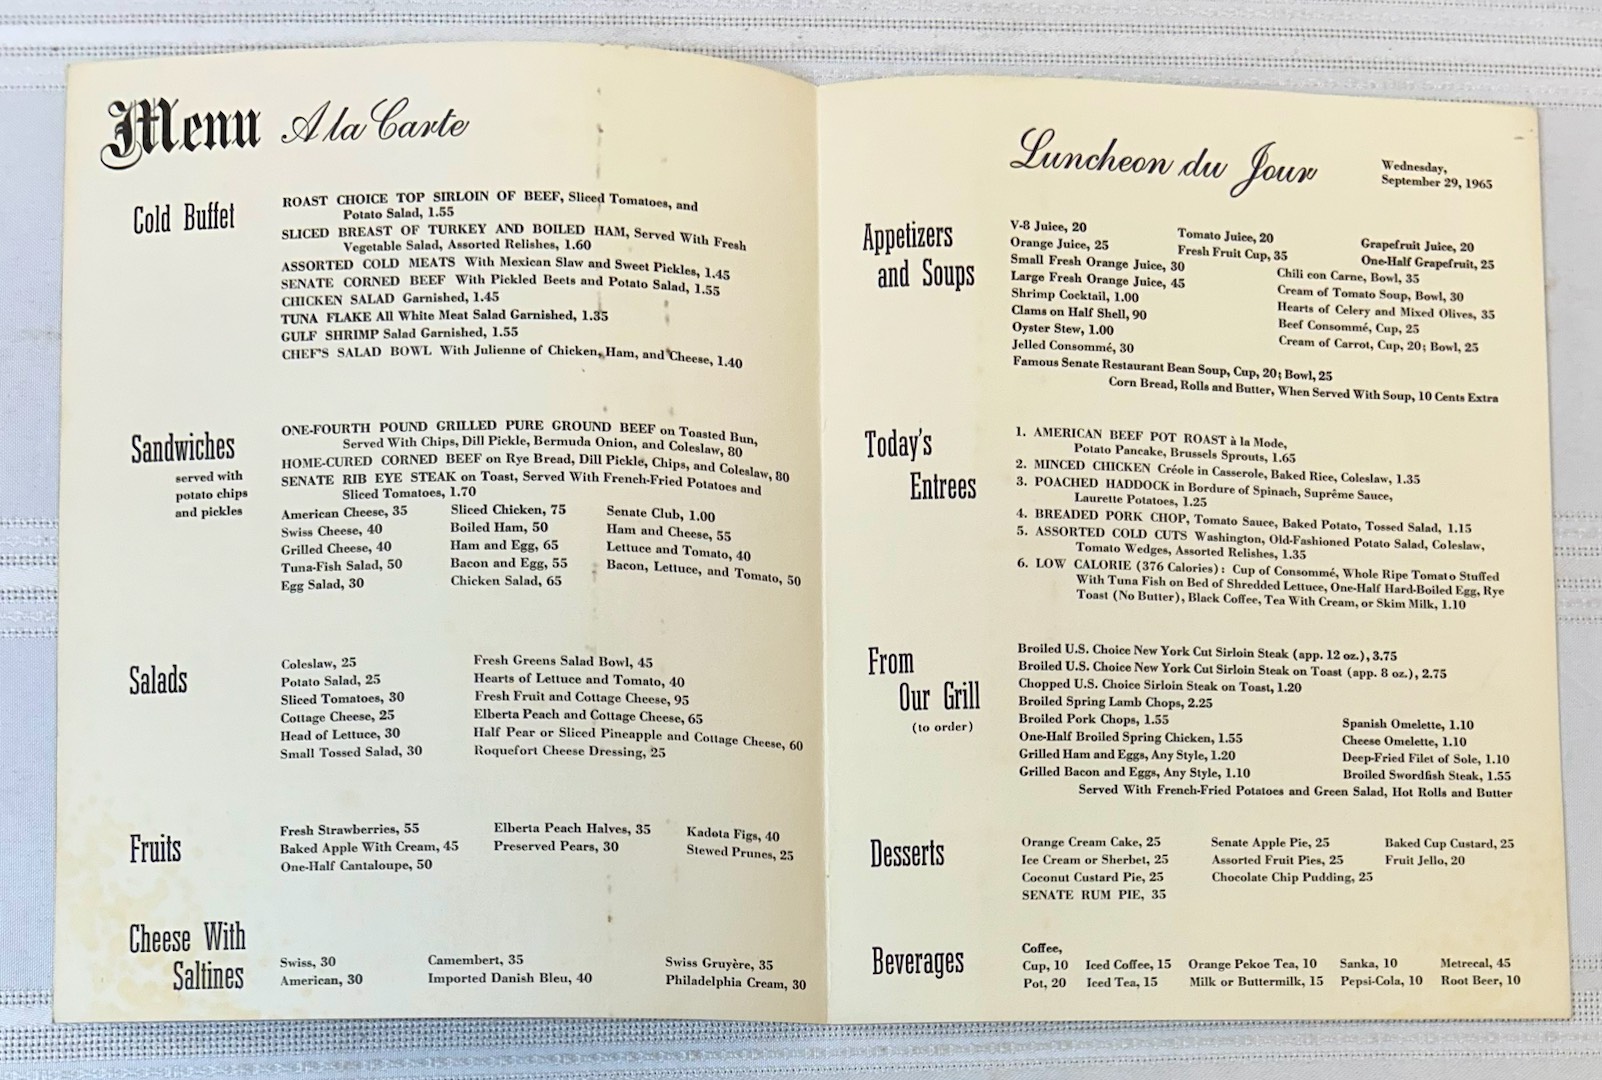 Menu A la Carte
Cold Buffet
ROAST CHOICE TOP SIRLOIN OF BEEF, Sliced Tomatoes, and
Potato Salad, 1.55
SLICED BREAST OF TURKEY AND BOILED HAM, Served With Fresh
Vegetable Salad, Assorted Relishes, 1.60
ASSORTED COLD MEATS With Mexican Slaw and Sweet Pickles, 1.45
SENATE CORNED BEEF With Pickled Beets and Potato Salad, 1.55
CHICKEN SALAD Garnished, 1.45
TUNA FLAKE All White Meat Salad Garnished, 1.35
GULF SHRIMP Salad Garnished, 1.55
CHEF'S SALAD BOWL With Julienne of Chicken, Ham, and Cheese, 1.40
Sandwiches
served with
potato chips
and pickles
ONE-FOURTH POUND GRILLED PURE GROUND BEEF on Toasted Bun,
Served With Chips, Dill Pickle, Bermuda Onion, and Coleslaw, 80
HOME-CURED CORNED BEEF on Rye Bread, Dill Pickle, Chips, and Coleslaw, 80
SENATE RIB EYE STEAK on Toast, Served With French-Fried Potatoes and
Sliced Tomatoes, 1.70
American Cheese, 35
Swiss Cheese, 40
Grilled Cheese, 40
Tuna-Fish Salad, 50
Egg Salad, 30
Sliced Chicken, 75
Boiled Ham, 50
Ham and Egg, 65
Bacon and Egg, 55
Chicken Salad, 65
Senate Club, 1.00
Ham and Cheese, 55
Lettuce and Tomato, 40
Bacon, Lettuce, and Tomato, 50
Salads
Coleslaw, 25
Potato Salad, 25
Sliced Tomatoes, 30
Cottage Cheese, 25
Head of Lettuce, 30
Small Tossed Salad, 30
Fresh Greens Salad Bowl, 45
Hearts of Lettuce and Tomato, 40
Fresh Fruit and Cottage Cheese, 95
Elberta Peach and Cottage Cheese, 65
Half Pear or Sliced Pineapple and Cottage Cheese, 60
Roquefort Cheese Dressing, 25
Fruits
Fresh Strawberries, 55
Baked Apple With Cream, 45
One-Half Cantaloupe, 50
Elberta Peach Halves, 35
Preserved Pears, 30
Kadota Figs, 40
Stewed Prunes, 25
Cheese With
Saltines
Swiss, 30
American, 30
Camembert, 35
Imported Danish Bleu, 40
Swiss Gruyère, 35
Philadelphia Cream, 30
Luncheon du Jour
Wednesday,
September 29, 1965
Appetizers
and Soups
V-8 Juice, 20
Orange Juice, 25
Small Fresh Orange Juice, 30
Large Fresh Orange Juice, 45
Shrimp Cocktail, 1.00
Clams on Half Shell, 90
Oyster Stew, 1.00
Jelled Consommé, 30
Tomato Juice, 20
Fresh Fruit Cup, 35
Grapefruit Juice, 20
One-Half Grapefruit, 25
Chili con Carne, Bowl, 35
Cream of Tomato Soup, Bowl, 30
Hearts of Celery and Mixed Olives, 35
Beef Consommé, Cup, 25
Cream of Carrot, Cup, 20; Bowl, 25
Famous Senate Restaurant Bean Soup, Cup, 20; Bowl, 25
Corn Bread, Rolls and Butter, When Served With Soup, 10 Cents Extra
Today's
Entrees
1. AMERICAN BEEF POT ROAST à la Mode,
Potato Pancake, Brussels Sprouts, 1.65
2. MINCED CHICKEN Créole in Casserole, Baked Rice, Coleslaw, 1.35
3. POACHED HADDOCK in Bordure of Spinach, Suprême Sauce,
Laurette Potatoes, 1.25
4. BREADED PORK CHOP, Tomato Sauce, Baked Potato, Tossed Salad, 1.15
5. ASSORTED COLD CUTS Washington, Old-Fashioned Potato Salad, Coleslaw,
Tomato Wedges, Assorted Relishes, 1.35
6. LOW CALORIE (376 Calories): Cup of Consommé, Whole Ripe Tomato Stuffed
With Tuna Fish on Bed of Shredded Lettuce, One-Half Hard-Boiled Egg, Rye
Toast (No Butter), Black Coffee, Tea With Cream, or Skim Milk, 1.10
From
Our Grill
(to order)
Broiled U.S. Choice New York Cut Sirloin Steak (app. 12 oz.), 3.75
Broiled U.S. Choice New York Cut Sirloin Steak on Toast (app. 8 oz.), 2.75
Chopped U.S. Choice Sirloin Steak on Toast, 1.20
Broiled Spring Lamb Chops, 2.25
Broiled Pork Chops, 1.55
One-Half Broiled Spring Chicken, 1.55
Grilled Ham and Eggs, Any Style, 1.20
Grilled Bacon and Eggs, Any Style, 1.10
Spanish Omelette, 1.10
Cheese Omelette, 1.10
Deep-Fried Filet of Sole, 1.10
Broiled Swordfish Steak, 1.55
Served With French-Fried Potatoes and Green Salad, Hot Rolls and Butter
Desserts
Orange Cream Cake, 25
Ice Cream or Sherbet, 25
Coconut Custard Pie, 25
SENATE RUM PIE, 35
Senate Apple Pie, 25
Assorted Fruit Pies, 25
Chocolate Chip Pudding, 25
Baked Cup Custard, 25
Fruit Jello, 20
Beverages
Coffee,
Cup, 10
Pot, 20
Iced Coffee, 15
Iced Tea, 15
Orange Pekoe Tea, 10
Milk or Buttermilk, 15
Sanka, 10
Pepsi-Cola, 10
Metrecal, 45
Root Beer, 10